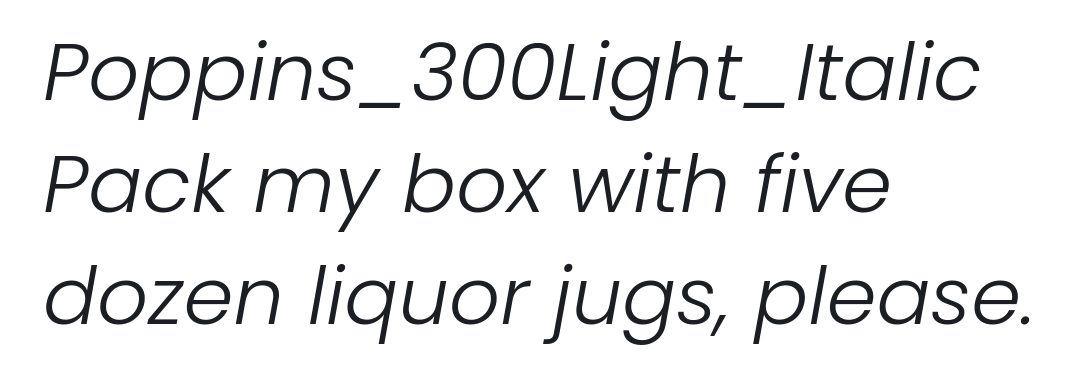 Poppins_300Light_Italic
Pack my box with five
dozen liquor jugs, please.